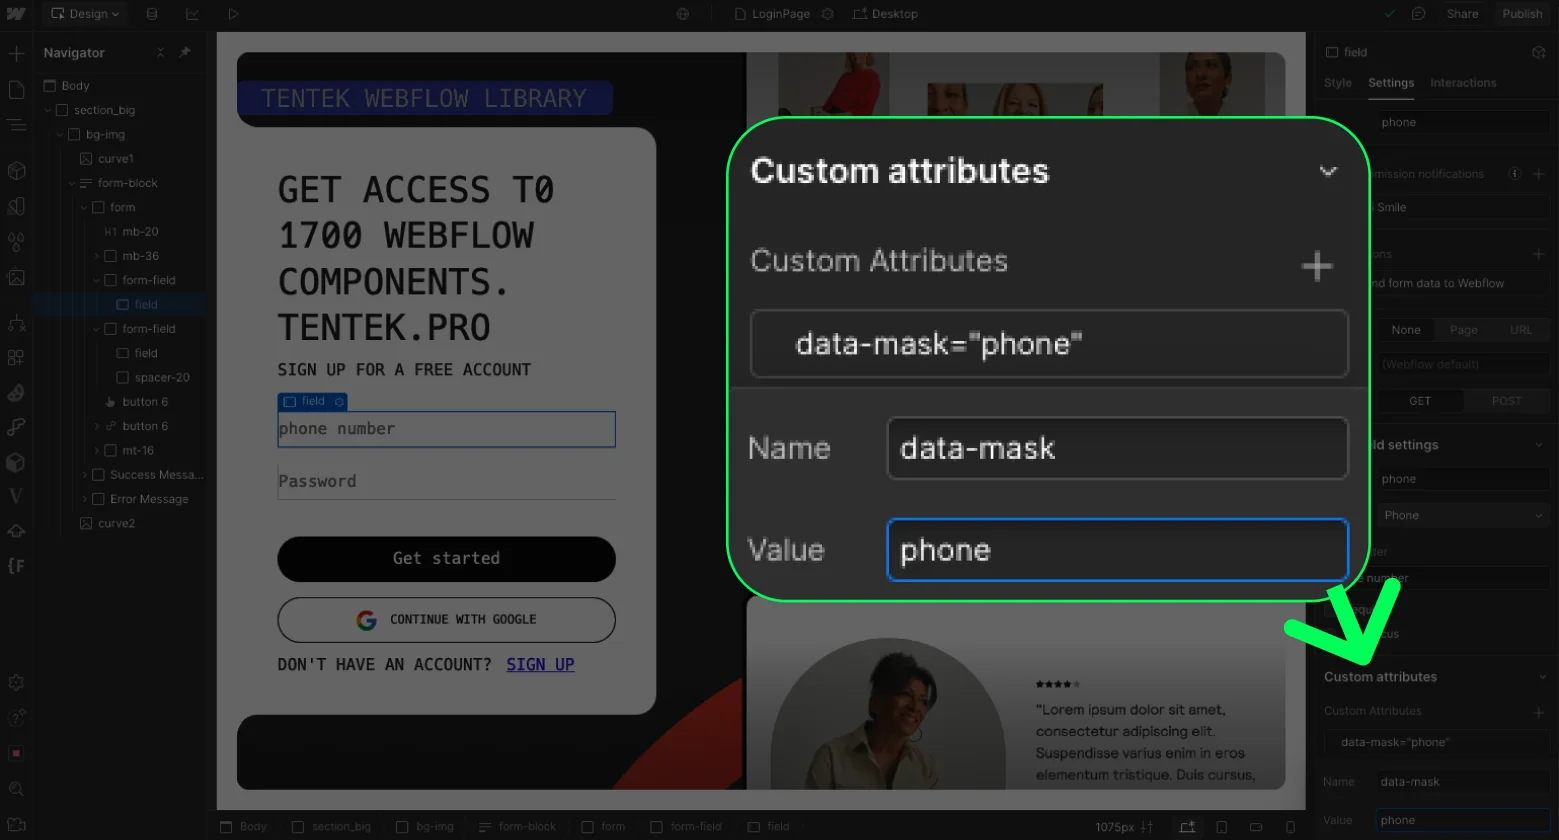 Design
LoginPage
Desktop
Share
Publish
Navigator
Body
section_big
bg-img
curve1
form-block
form
H1 mb-20
mb-36
form-field
field
form-field
field
spacer-20
button 6
button 6
mt-16
Success Messa...
Error Message
curve2
TENTEK WEBFLOW LIBRARY
GET ACCESS T0
1700 WEBFLOW
COMPONENTS.
TENTEK.PRO
SIGN UP FOR A FREE ACCOUNT
field
phone number
Password
Get started
CONTINUE WITH GOOGLE
DON'T HAVE AN ACCOUNT? SIGN UP
Custom attributes
Custom Attributes
data-mask="phone"
Name data-mask
Value phone
"Lorem ipsum dolor sit amet,
consectetur adipiscing elit.
Suspendisse varius enim in eros
elementum tristique. Duis cursus,
field
Style Settings Interactions
phone
mission notifications
Smile
ons
nd form data to Webflow
None Page URL
(Webflow default)
GET POST
ld settings
phone
Phone
der
number
equ
cus
Custom attributes
Custom Attributes
data-mask="phone"
Name data-mask
Value phone
Body section_big bg-img form-block form form-field field
1075px